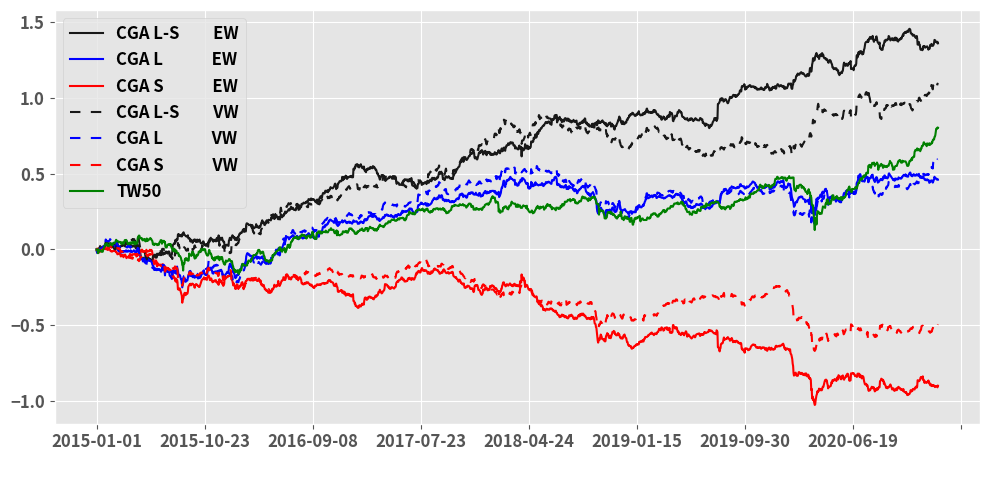 1.5
1.0
0.5
0.0
−0.5
−1.0
CGA L-S EW
CGA L EW
CGA S EW
CGA L-S VW
CGA L VW
CGA S VW
TW50
2015-01-01 2015-10-23 2016-09-08 2017-07-23 2018-04-24 2019-01-15 2019-09-30 2020-06-19